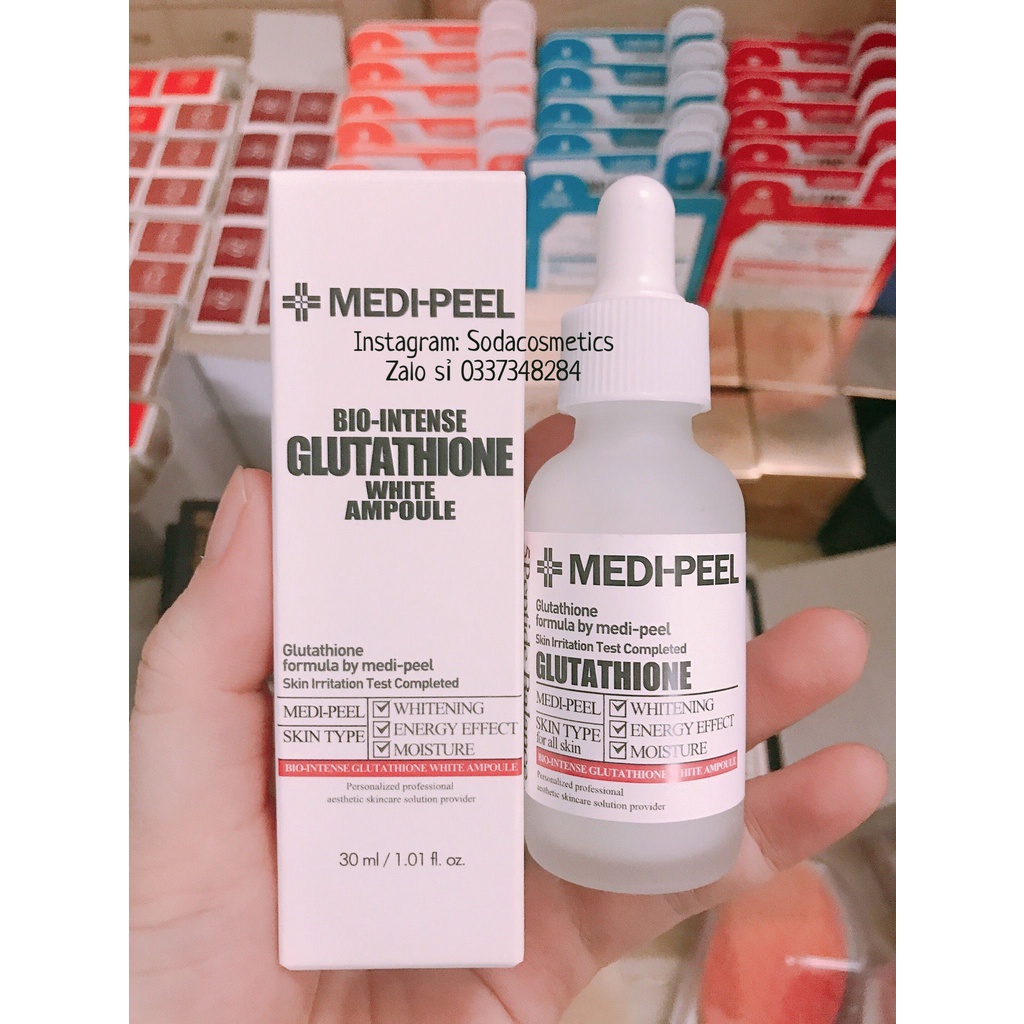 MEDI-PEEL
Instagram: Sodacosmetics
Zalo sỉ 0337348284
BIO-INTENSE
GLUTATHIONE
WHITE
AMPOULE
Glutathione
formula by medi-peel
Skin Irritation Test Completed
MEDI-PEEL
WHITENING
SKIN TYPE
ENERGY EFFECT
MOISTURE
BIO-INTENSE GLUTATHIONE WHITE AMPOULE
Personalized professional
aesthetic skincare solution provider
30 ml / 1.01 fl. oz.
MEDI-PEEL
Glutathione
formula by medi-peel
Skin Irritation Test Completed
GLUTATHIONE
MEDI-PEEL
WHITENING
SKIN TYPE
for all skin
ENERGY EFFECT
MOISTURE
BIO-INTENSE GLUTATHIONE WHITE AMPOULE
Personalized professional
aesthetic skincare solution provider